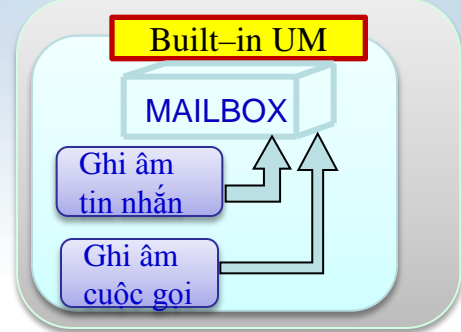 Built–in UM
MAILBOX
Ghi âm
tin nhắn
Ghi âm
cuộc gọi